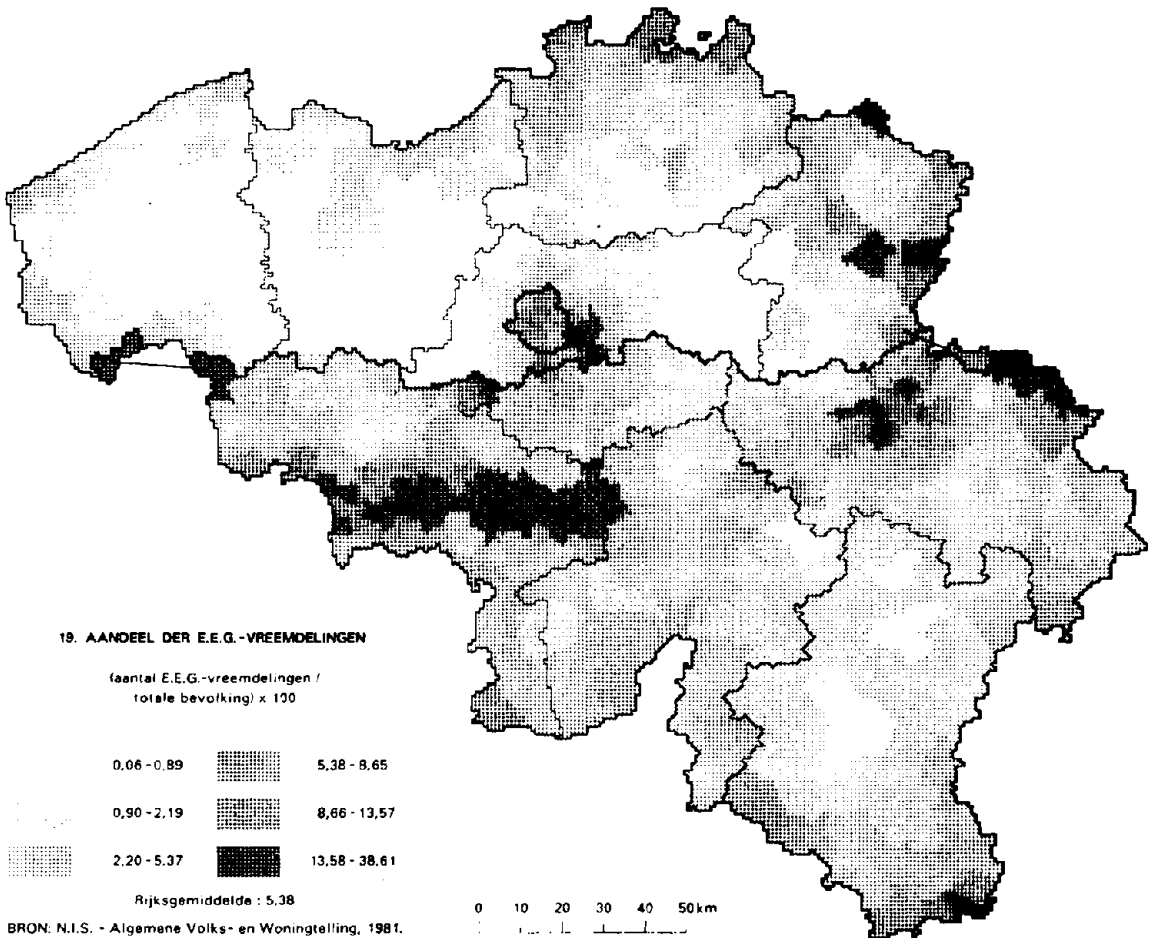 19. AANDEEL DER E.E.G.-VREEMDELINGEN
(aantal E.E.G.-vreemdelingen /
totale bevolking) x 100
0,06 - 0,89 5,38 - 8,65
0,90 - 2,19 8,66 - 13,57
2,20 - 5,37 13,58 - 38,61
Rijksgemiddelde : 5,38
BRON: N.I.S. - Algemene Volks- en Woningtelling, 1981.
0 10 20 30 40 50 km